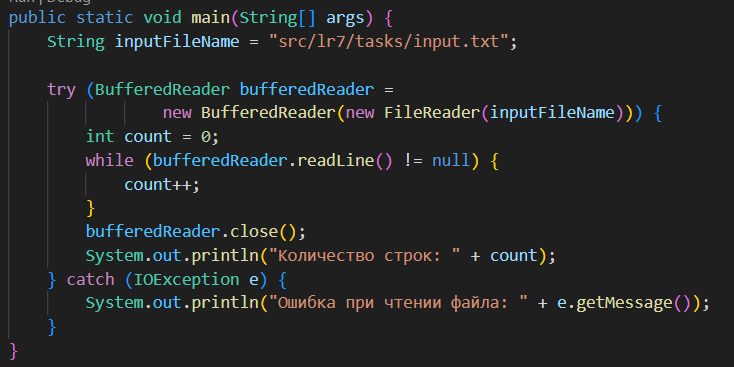 Run | Debug
public static void main(String[] args) {
String inputFileName = "src/lr7/tasks/input.txt";
try (BufferedReader bufferedReader =
new BufferedReader(new FileReader(inputFileName))) {
int count = 0;
while (bufferedReader.readLine() != null) {
count++;
}
bufferedReader.close();
System.out.println("Количество строк: " + count);
} catch (IOException e) {
System.out.println("Ошибка при чтении файла: " + e.getMessage());
}
}